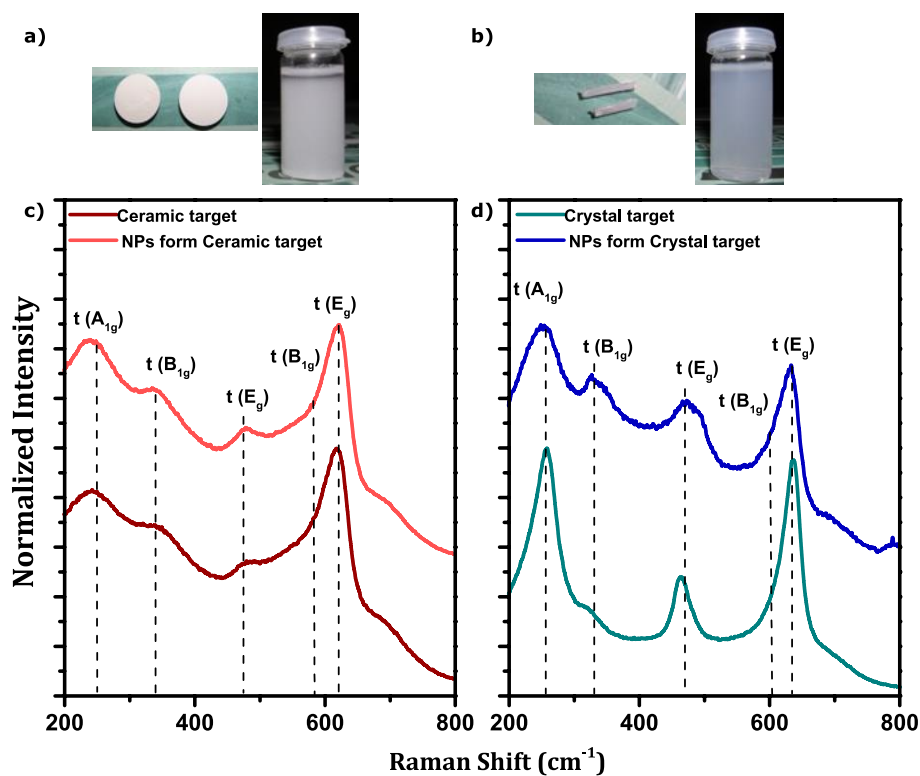 a)
b)
c)
Ceramic target
NPs form Ceramic target
t (A1g)
t (B1g)
t (Eg)
t (B1g)
t (Eg)
d)
Crystal target
NPs form Crystal target
t (A1g)
t (B1g)
t (Eg)
t (B1g)
t (Eg)
Normalized Intensity
200 400 600 800
200 400 600 800
Raman Shift (cm⁻¹)